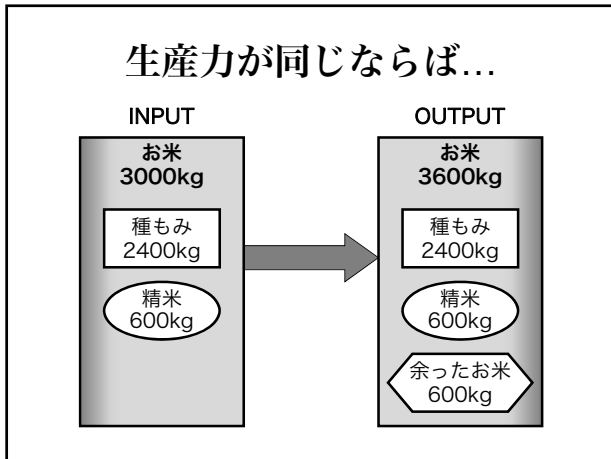 生産力が同じならば…
INPUT
お米
3000kg
種もみ
2400kg
精米
600kg
OUTPUT
お米
3600kg
種もみ
2400kg
精米
600kg
余ったお米
600kg